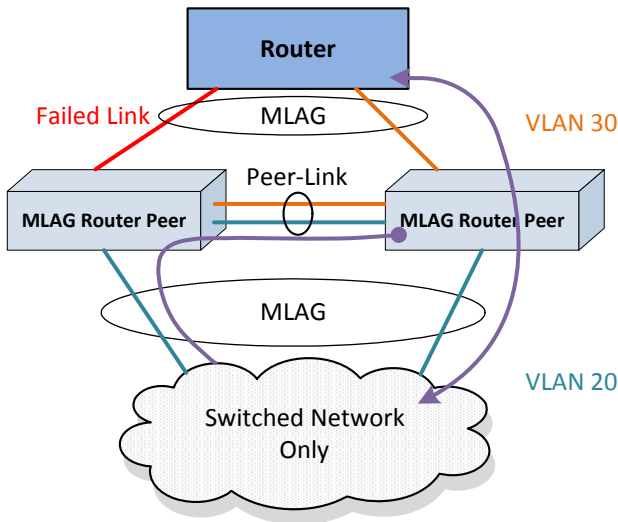 Router
Failed Link
MLAG
VLAN 30
Peer-Link
MLAG Router Peer
MLAG Router Peer
MLAG
VLAN 20
Switched Network
Only